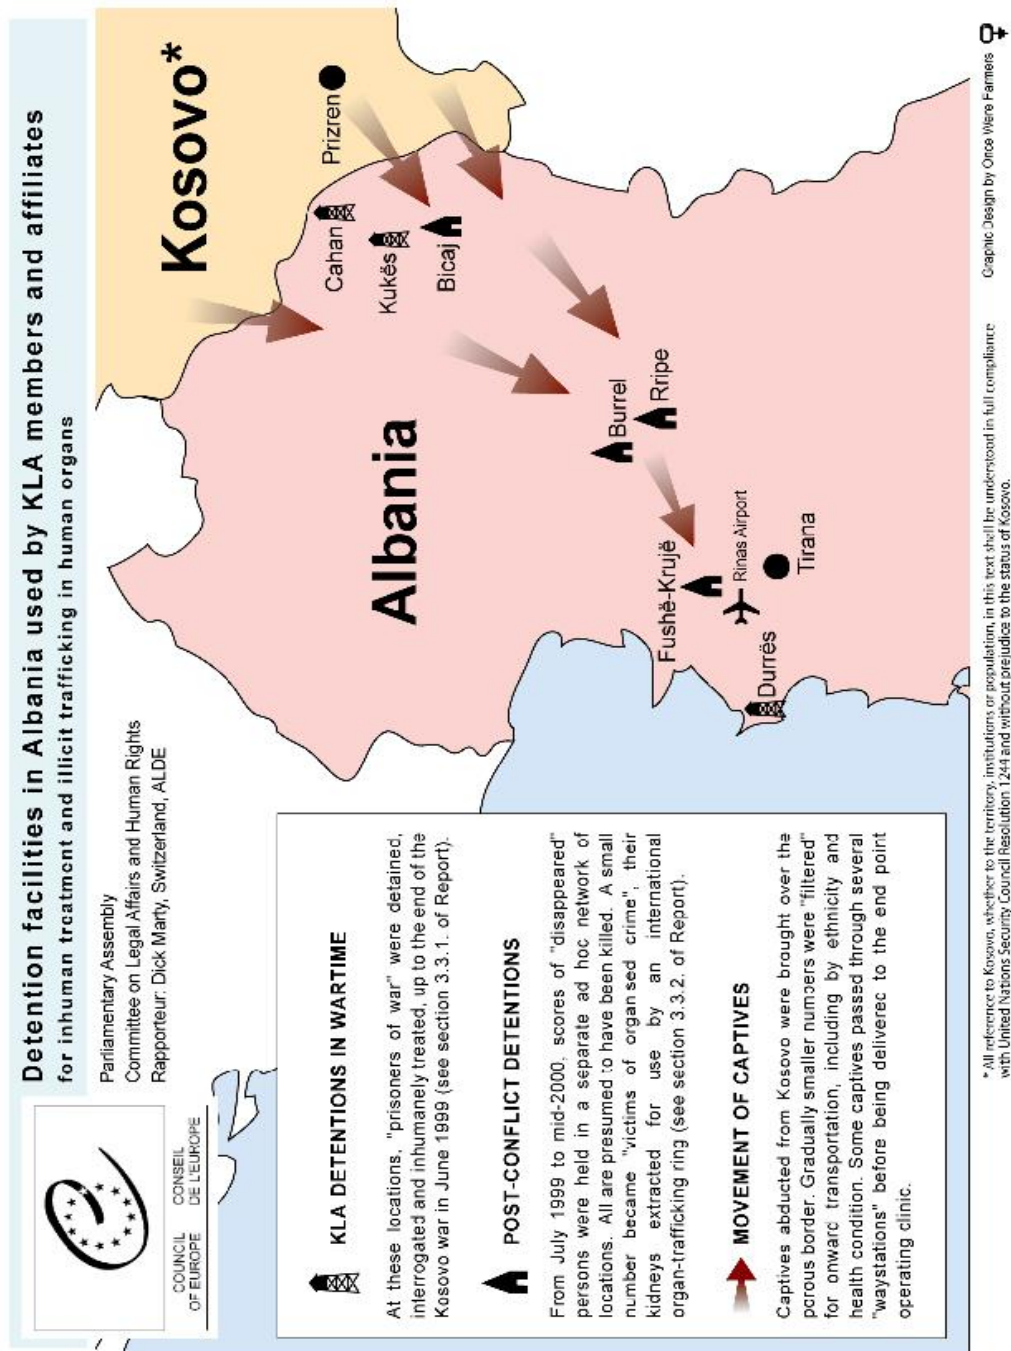 Detention facilities in Albania used by KLA members and affiliates
for inhuman treatment and illicit trafficking in human organs
COUNCIL OF EUROPE
CONSEIL DE L'EUROPE
Parliamentary Assembly
Committee on Legal Affairs and Human Rights
Rapporteur: Dick Marty, Switzerland, ALDE
Kosovo*
Prizren
Cahan
Kukës
Bicaj
Albania
Burrel
Rripe
Fushë-Krujë
Rinas Airport
Tirana
Durrës
KLA DETENTIONS IN WARTIME
At these locations, "prisoners of war" were detained,
interrogated and inhumanely treated, up to the end of the
Kosovo war in June 1999 (see section 3.3.1. of Report).
POST-CONFLICT DETENTIONS
From July 1999 to mid-2000, scores of "disappeared"
persons were held in a separate ad hoc network of
locations. All are presumed to have been killed. A small
number became "victims of organised crime", their
kidneys extracted for use by an international
organ-trafficking ring (see section 3.3.2. of Report).
MOVEMENT OF CAPTIVES
Captives abducted from Kosovo were brought over the
porous border. Gradually smaller numbers were "filtered"
for onward transportation, including by ethnicity and
health condition. Some captives passed through several
"waystations" before being delivered to the end point
operating clinic.
* All reference to Kosovo, whether to the territory, institutions or population, in this text shall be understood in full compliance
with United Nations Security Council Resolution 1244 and without prejudice to the status of Kosovo.
Graphic Design by Once Were Farmers